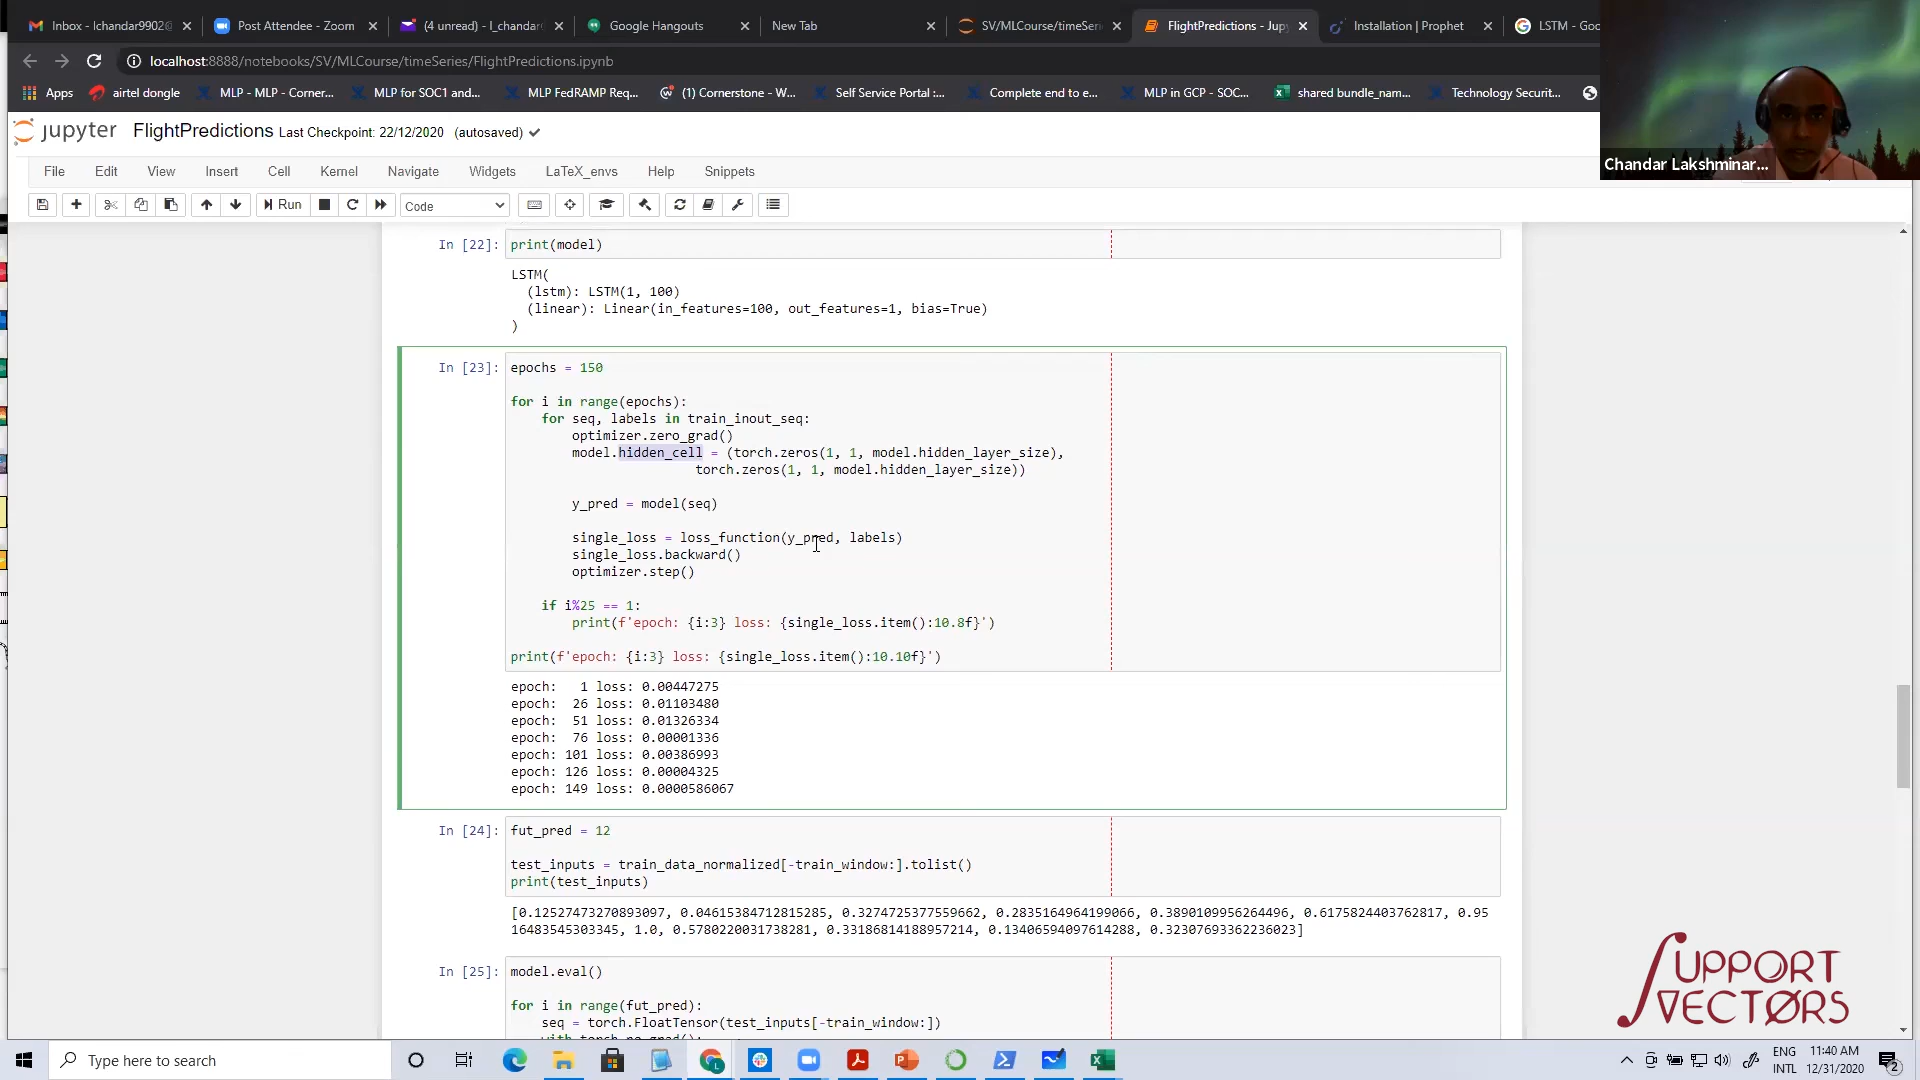 Inbox - lchandar9902@
Post Attendee - Zoom
(4 unread) - l_chandar
Google Hangouts
New Tab
SV/MLCourse/timeSerie
FlightPredictions - Jup
Installation | Prophet
LSTM - Goo
localhost:8888/notebooks/SV/MLCourse/timeSeries/FlightPredictions.ipynb
Apps
airtel dongle
MLP - MLP - Corner...
MLP for SOC1 and...
MLP FedRAMP Req...
(1) Cornerstone - W...
Self Service Portal :...
Complete end to e...
MLP in GCP - SOC...
shared bundle_nam...
Technology Securit...
jupyter FlightPredictions Last Checkpoint: 22/12/2020 (autosaved)
Chandar Lakshminar...
File Edit View Insert Cell Kernel Navigate Widgets LaTeX_envs Help Snippets
Run Code
In [22]: print(model)
LSTM(
(lstm): LSTM(1, 100)
(linear): Linear(in_features=100, out_features=1, bias=True)
)
In [23]: epochs = 150
for i in range(epochs):
for seq, labels in train_inout_seq:
optimizer.zero_grad()
model.hidden_cell = (torch.zeros(1, 1, model.hidden_layer_size),
torch.zeros(1, 1, model.hidden_layer_size))
y_pred = model(seq)
single_loss = loss_function(y_pred, labels)
single_loss.backward()
optimizer.step()
if i%25 == 1:
print(f'epoch: {i:3} loss: {single_loss.item():10.8f}')
print(f'epoch: {i:3} loss: {single_loss.item():10.10f}')
epoch:   1 loss: 0.00447275
epoch:  26 loss: 0.01103480
epoch:  51 loss: 0.01326334
epoch:  76 loss: 0.00001336
epoch: 101 loss: 0.00386993
epoch: 126 loss: 0.00004325
epoch: 149 loss: 0.0000586067
In [24]: fut_pred = 12
test_inputs = train_data_normalized[-train_window:].tolist()
print(test_inputs)
[0.12527473270893097, 0.04615384712815285, 0.3274725377559662, 0.2835164964199066, 0.3890109956264496, 0.6175824403762817, 0.95
16483545303345, 1.0, 0.5780220031738281, 0.33186814188957214, 0.13406594097614288, 0.32307693362236023]
In [25]: model.eval()
for i in range(fut_pred):
seq = torch.FloatTensor(test_inputs[-train_window:])
with torch.no_grad():
SUPPORT
VECTORS
Type here to search
ENG
INTL
11:40 AM
12/31/2020
2